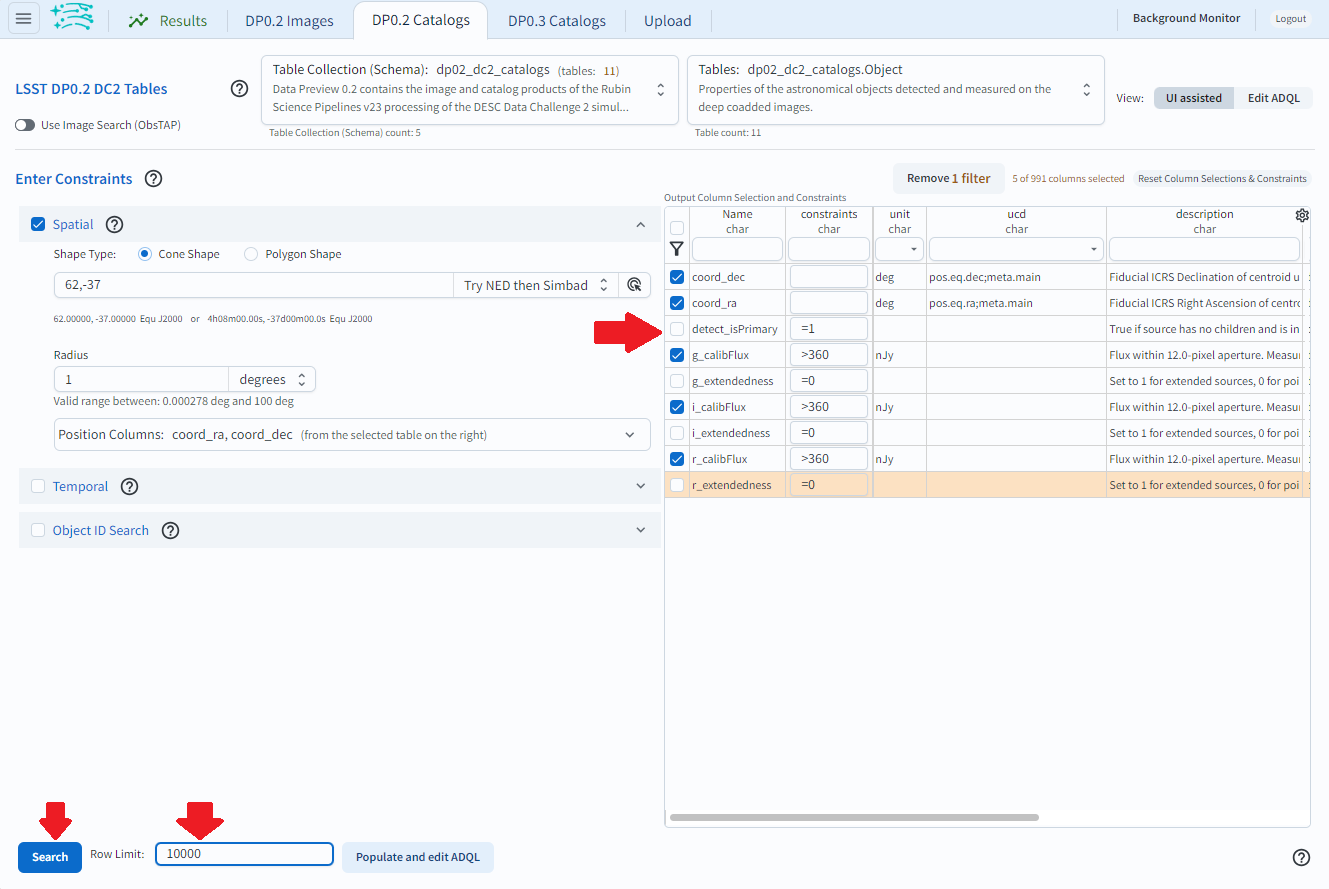 Results
DP0.2 Images
DP0.2 Catalogs
DP0.3 Catalogs
Upload
Background Monitor
Logout
LSST DP0.2 DC2 Tables
Use Image Search (ObsTAP)
Table Collection (Schema): dp02_dc2_catalogs (tables: 11)
Data Preview 0.2 contains the image and catalog products of the Rubin
Science Pipelines v23 processing of the DESC Data Challenge 2 simul...
Table Collection (Schema) count: 5
Tables: dp02_dc2_catalogs.Object
Properties of the astronomical objects detected and measured on the
deep coadded images.
Table count: 11
View: UI assisted Edit ADQL
Enter Constraints
Remove 1 filter 5 of 991 columns selected Reset Column Selections & Constraints
Spatial
Shape Type: Cone Shape Polygon Shape
62,-37 Try NED then Simbad
62.00000, -37.00000 Equ J2000 or 4h08m00.00s, -37d00m00.0s Equ J2000
Radius
1 degrees
Valid range between: 0.000278 deg and 100 deg
Position Columns: coord_ra, coord_dec (from the selected table on the right)
Temporal
Object ID Search
Output Column Selection and Constraints
Name constraints unit ucd description
char char char char char
coord_dec deg pos.eq.dec;meta.main Fiducial ICRS Declination of centroid u
coord_ra deg pos.eq.ra;meta.main Fiducial ICRS Right Ascension of centro
detect_isPrimary =1 True if source has no children and is in
g_calibFlux >360 nJy Flux within 12.0-pixel aperture. Measu
g_extendedness =0 Set to 1 for extended sources, 0 for poi
i_calibFlux >360 nJy Flux within 12.0-pixel aperture. Measu
i_extendedness =0 Set to 1 for extended sources, 0 for poi
r_calibFlux >360 nJy Flux within 12.0-pixel aperture. Measu
r_extendedness =0 Set to 1 for extended sources, 0 for poi
Search Row Limit: 10000 Populate and edit ADQL